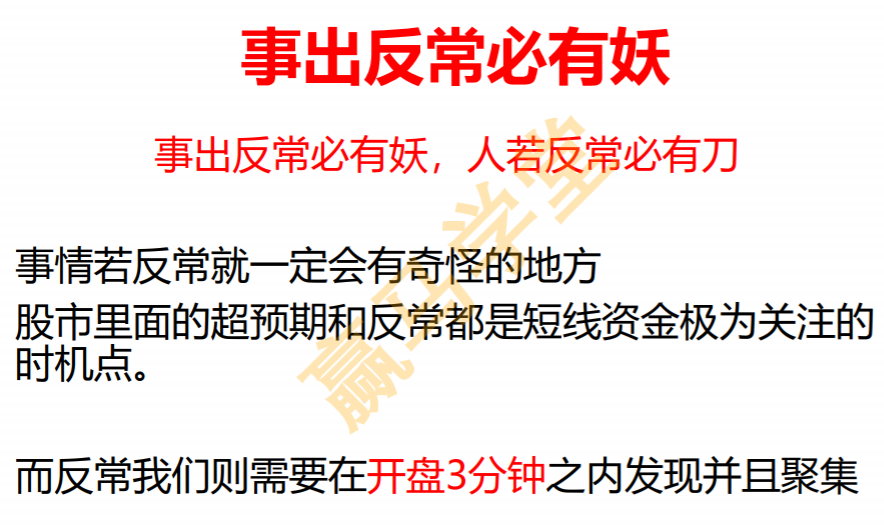 事出反常必有妖
事出反常必有妖，人若反常必有刀
事情若反常就一定会有奇怪的地方
股市里面的超预期和反常都是短线资金极为关注的
时机点。
而反常我们则需要在开盘3分钟之内发现并且聚集
赢马学堂